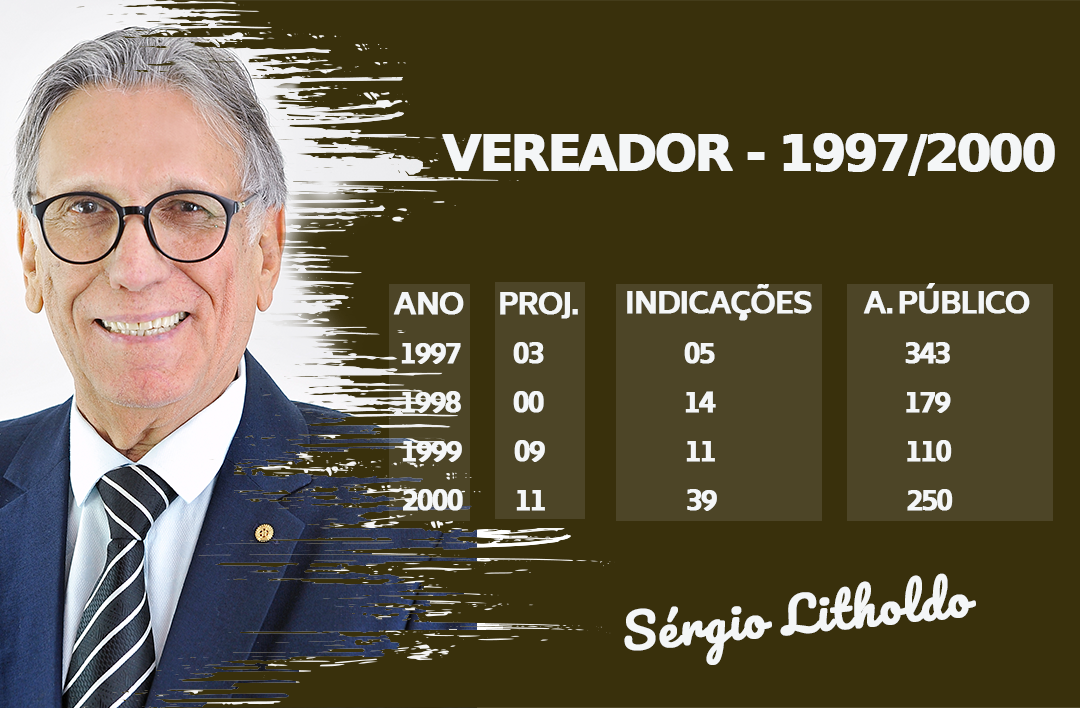 VEREADOR - 1997/2000
ANO PROJ. INDICAÇÕES A. PÚBLICO
1997 03 05 343
1998 00 14 179
1999 09 11 110
2000 11 39 250
Sérgio Litholdo